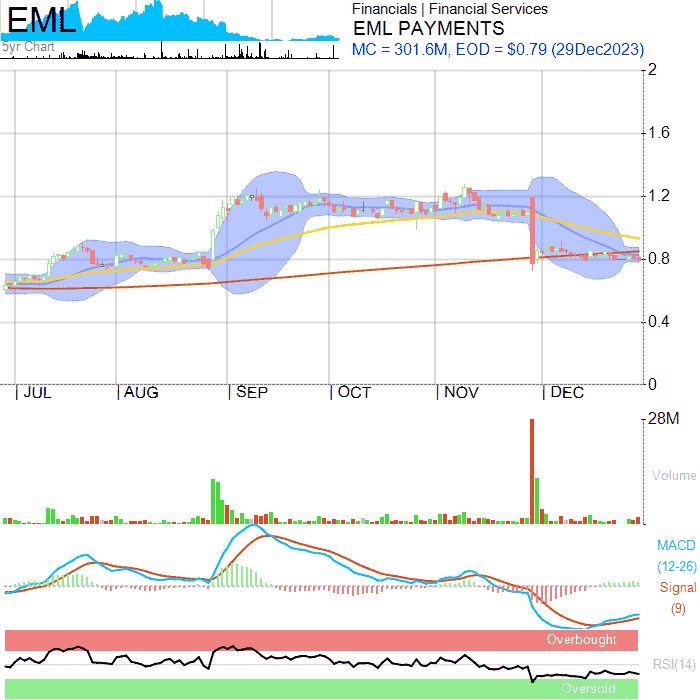 EML
5yr Chart
Financials | Financial Services
EML PAYMENTS
MC = 301.6M, EOD = $0.79 (29Dec2023)
2
1.6
1.2
0.8
0.4
0
| JUL | AUG | SEP | OCT | NOV | DEC
28M
Volume
MACD
(12-26)
Signal
(9)
Overbought
RSI(14)
Oversold